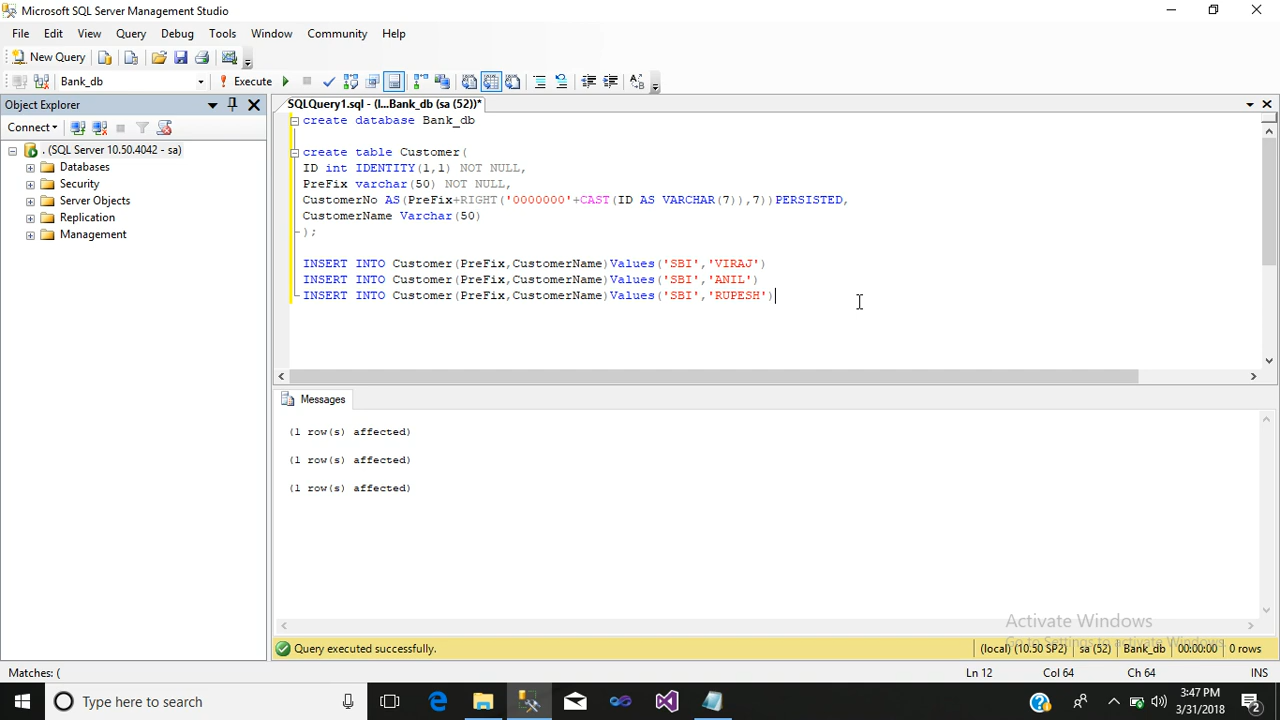 Microsoft SQL Server Management Studio
File Edit View Query Debug Tools Window Community Help
New Query
Bank_db Execute
Object Explorer
SQLQuery1.sql - (l...Bank_db (sa (52))*
Connect
. (SQL Server 10.50.4042 - sa)
Databases
Security
Server Objects
Replication
Management
create database Bank_db
create table Customer(
ID int IDENTITY(1,1) NOT NULL,
PreFix varchar(50) NOT NULL,
CustomerNo AS(PreFix+RIGHT('0000000'+CAST(ID AS VARCHAR(7)),7))PERSISTED,
CustomerName Varchar(50)
);
INSERT INTO Customer(PreFix,CustomerName)Values('SBI','VIRAJ')
INSERT INTO Customer(PreFix,CustomerName)Values('SBI','ANIL')
INSERT INTO Customer(PreFix,CustomerName)Values('SBI','RUPESH')
Messages
(1 row(s) affected)
(1 row(s) affected)
(1 row(s) affected)
Activate Windows
Go to Settings to activate Windows.
Query executed successfully. (local) (10.50 SP2) sa (52) Bank_db 00:00:00 0 rows
Matches: ( Ln 12 Col 64 Ch 64 INS
Type here to search
3:47 PM
3/31/2018
2